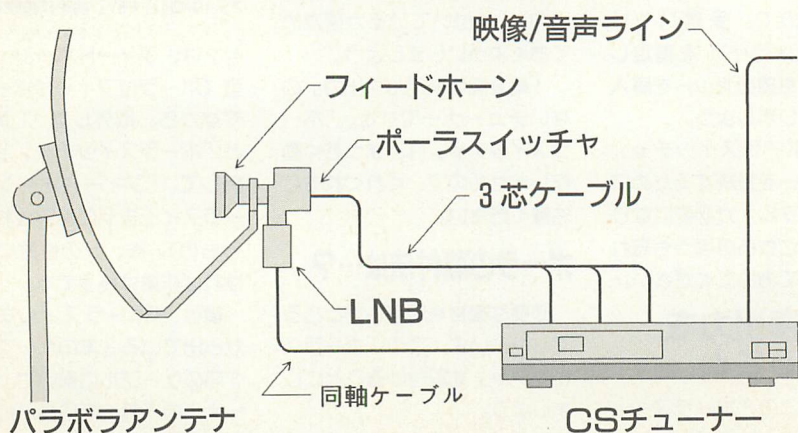 映像/音声ライン
フィードホーン
ポーラスイッチャ
3芯ケーブル
LNB
同軸ケーブル
パラボラアンテナ
CSチューナー